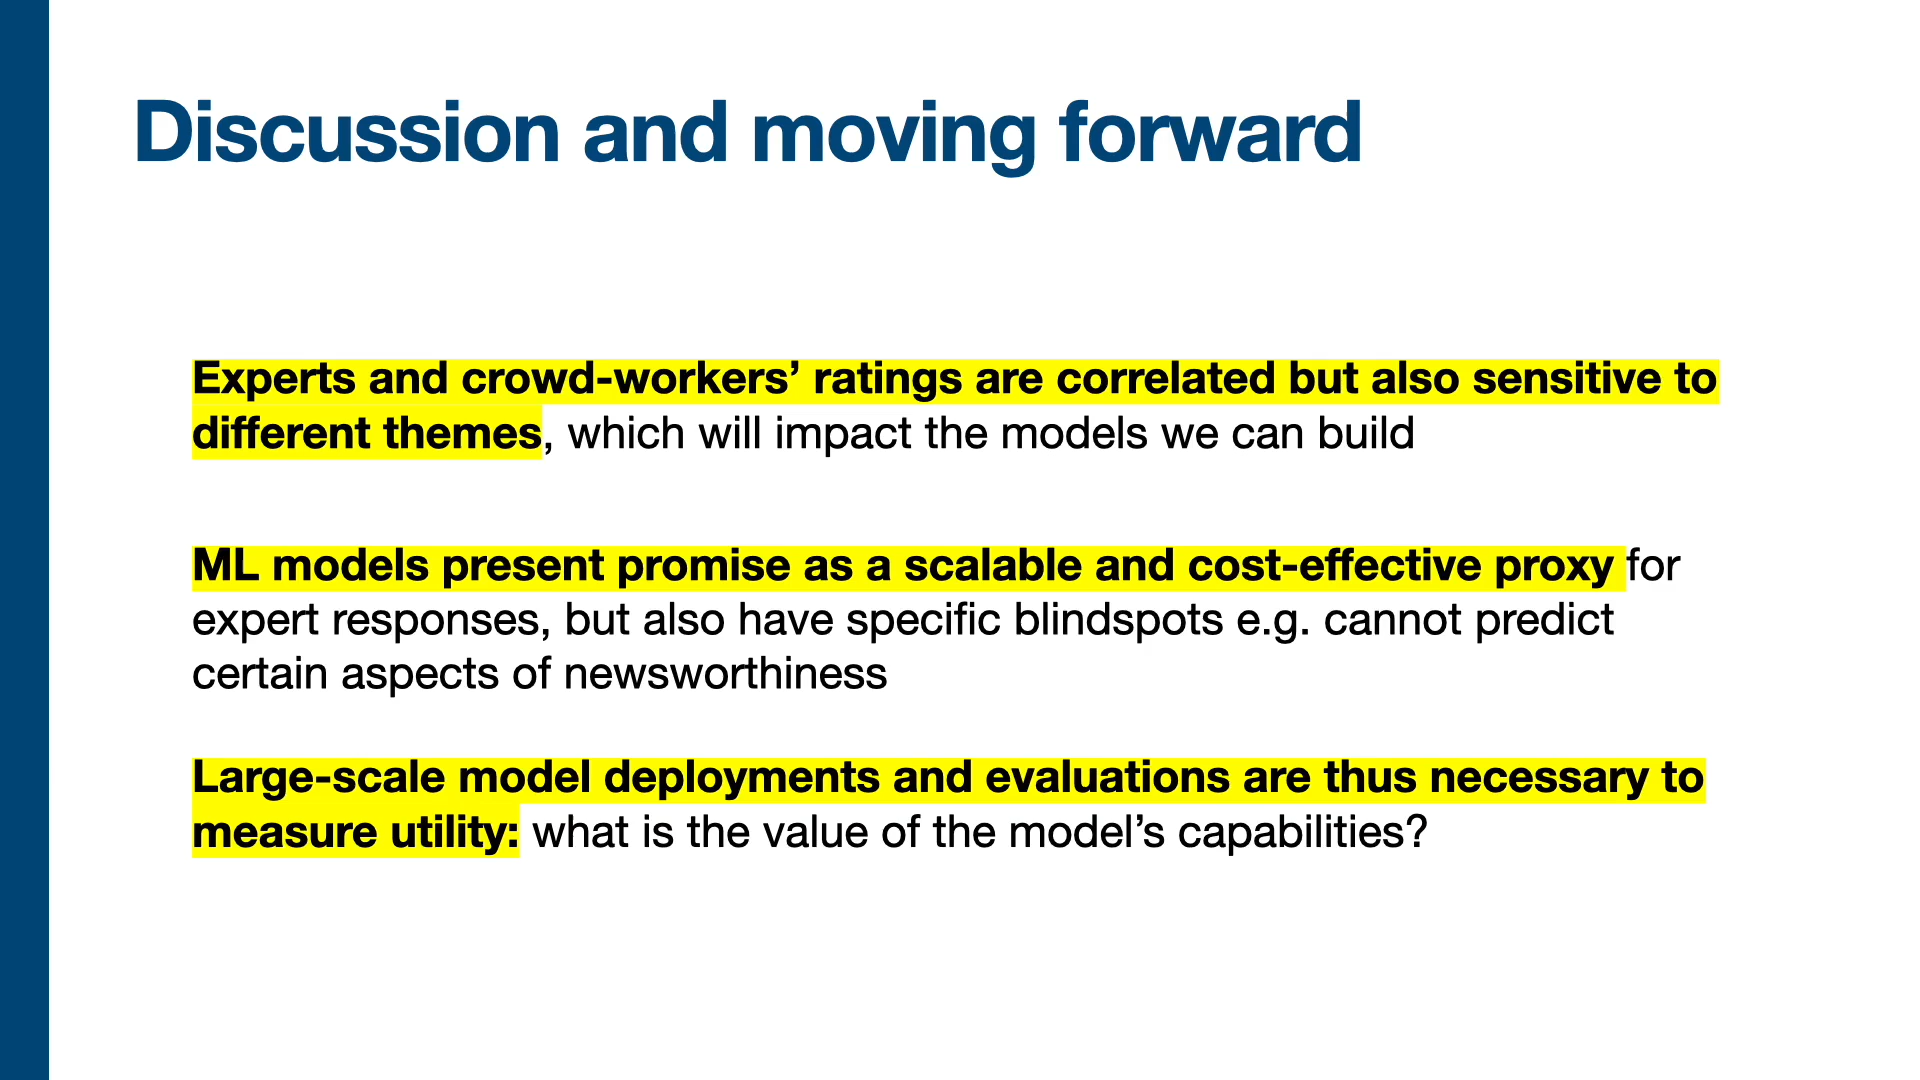 Discussion and moving forward
Experts and crowd-workers’ ratings are correlated but also sensitive to
different themes, which will impact the models we can build
ML models present promise as a scalable and cost-effective proxy for
expert responses, but also have specific blindspots e.g. cannot predict
certain aspects of newsworthiness
Large-scale model deployments and evaluations are thus necessary to
measure utility: what is the value of the model’s capabilities?